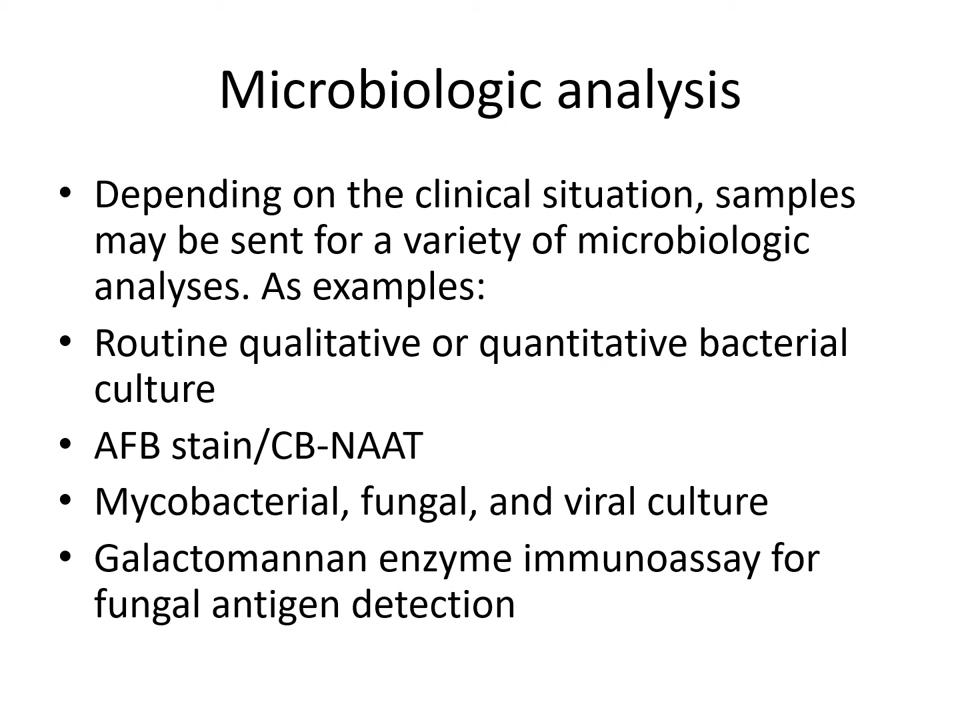 Microbiologic analysis
• Depending on the clinical situation, samples
may be sent for a variety of microbiologic
analyses. As examples:
• Routine qualitative or quantitative bacterial
culture
• AFB stain/CB-NAAT
• Mycobacterial, fungal, and viral culture
• Galactomannan enzyme immunoassay for
fungal antigen detection